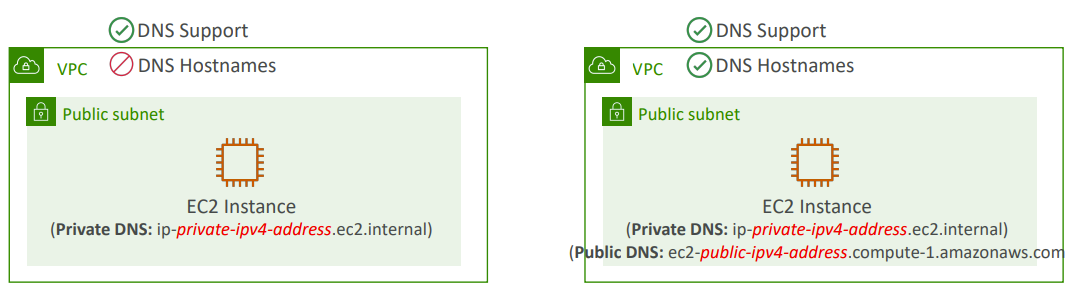 DNS Support
VPC
DNS Hostnames
Public subnet
EC2 Instance
(Private DNS: ip-private-ipv4-address.ec2.internal)
DNS Support
VPC
DNS Hostnames
Public subnet
EC2 Instance
(Private DNS: ip-private-ipv4-address.ec2.internal)
(Public DNS: ec2-public-ipv4-address.compute-1.amazonaws.com